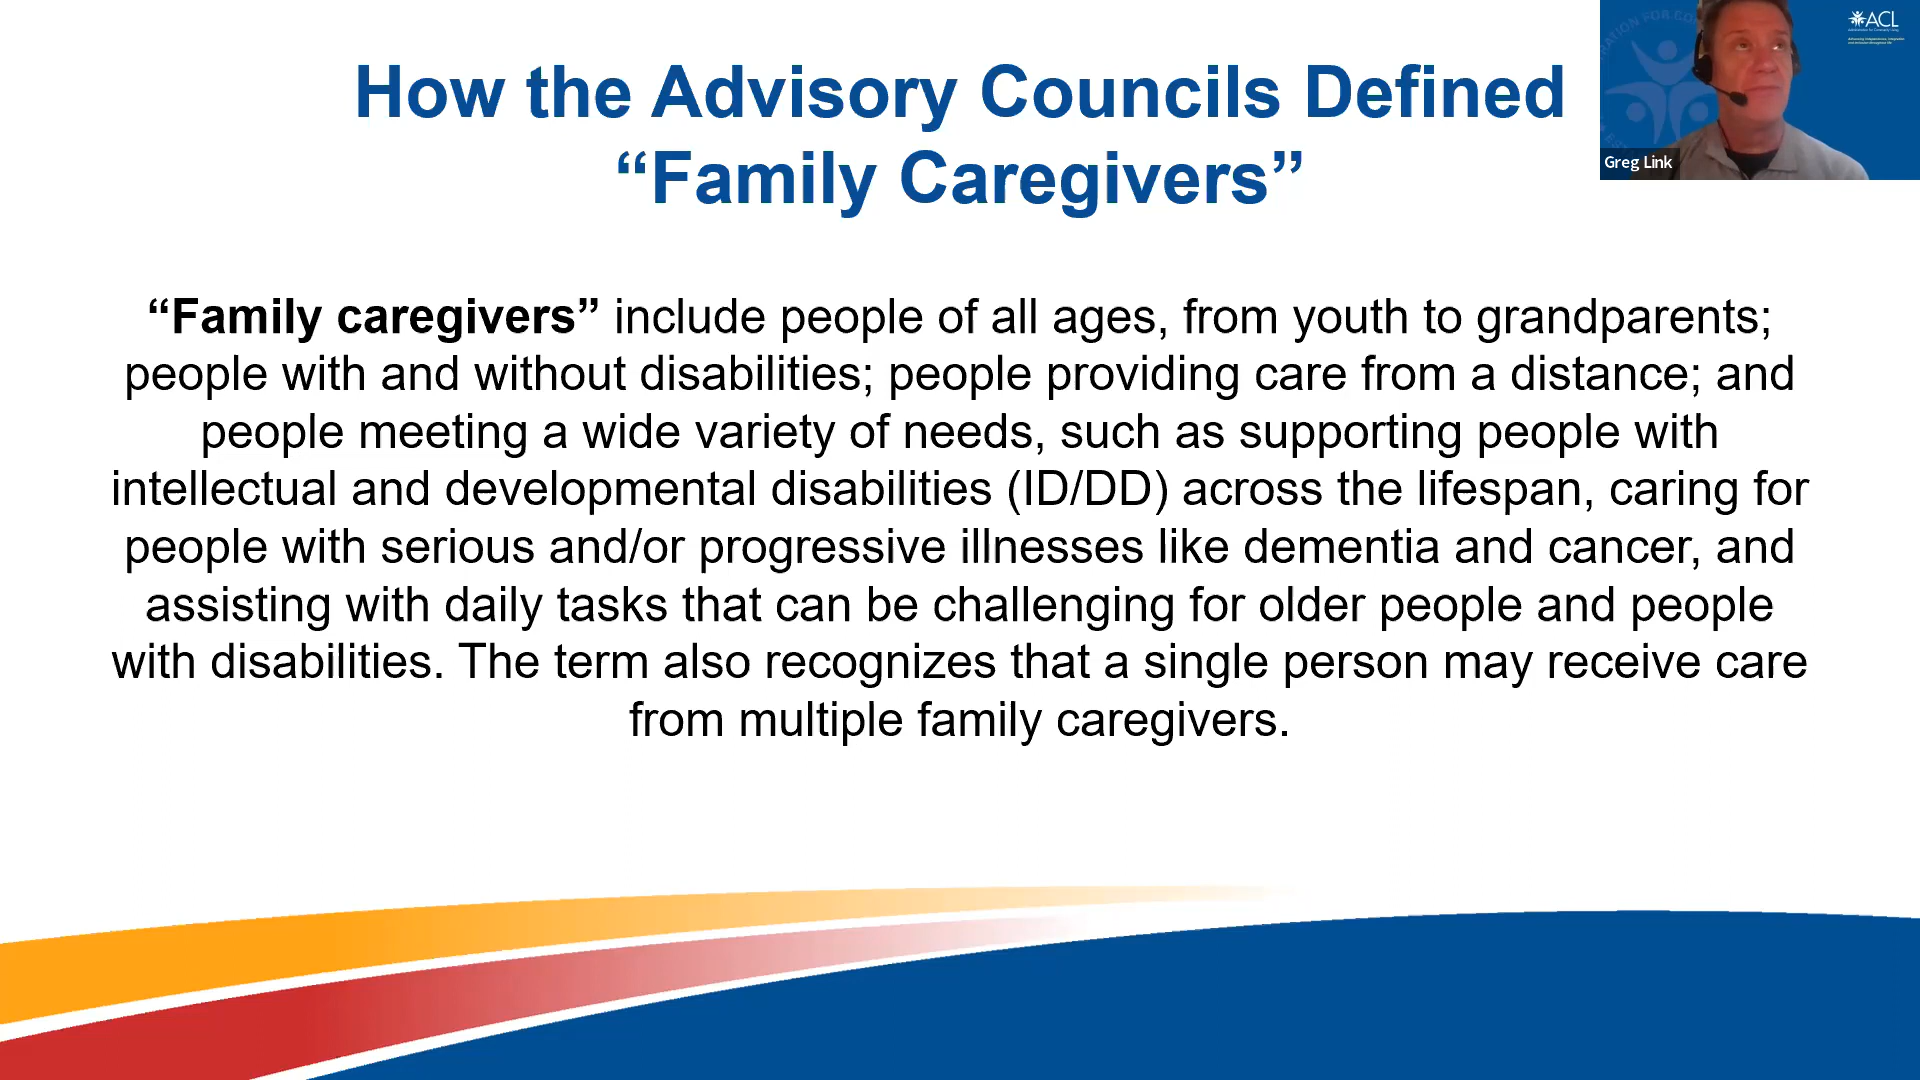 How the Advisory Councils Defined
“Family Caregivers”
“Family caregivers” include people of all ages, from youth to grandparents;
people with and without disabilities; people providing care from a distance; and
people meeting a wide variety of needs, such as supporting people with
intellectual and developmental disabilities (ID/DD) across the lifespan, caring for
people with serious and/or progressive illnesses like dementia and cancer, and
assisting with daily tasks that can be challenging for older people and people
with disabilities. The term also recognizes that a single person may receive care
from multiple family caregivers.
ACL
Greg Link